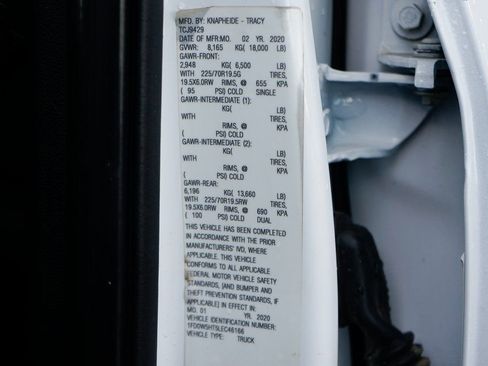 MFD. BY: KNAPHEIDE - TRACY
TCJ9429
DATE OF MFR:MO. 02 YR. 2020
GVWR: 8,165 KG( 18,000 LB)
GAWR-FRONT:
2,948 KG( 6,500 LB)
WITH 225/70R19.5G TIRES,
19.5X6.0RW RIMS, @ 655 KPA
( 95 PSI) COLD SINGLE
GAWR-INTERMEDIATE (1):
KG( LB)
WITH TIRES,
RIMS, @ KPA
( PSI) COLD
GAWR-INTERMEDIATE (2):
KG( LB)
WITH TIRES,
RIMS, @ KPA
( PSI) COLD
GAWR-REAR:
6,196 KG( 13,660 LB)
WITH 225/70R19.5RW TIRES,
19.5X6.0RW RIMS, @ 690 KPA
( 100 PSI) COLD DUAL
THIS VEHICLE HAS BEEN COMPLETED
IN ACCORDANCE WITH THE PRIOR
MANUFACTURERS' IVD, WHERE
APPLICABLE. THIS VEHICLE
CONFORMS TO ALL APPLICABLE
FEDERAL MOTOR VEHICLE SAFETY
STANDARDS, [AND BUMPER AND
THEFT PREVENTION STANDARDS, IF
APPLICABLE] IN EFFECT IN:
MO. 01 YR. 2020
VEHICLE IDENTIFICATION NUMBER:
1FD0W5HT5LEC46166
VEHICLE TYPE: TRUCK